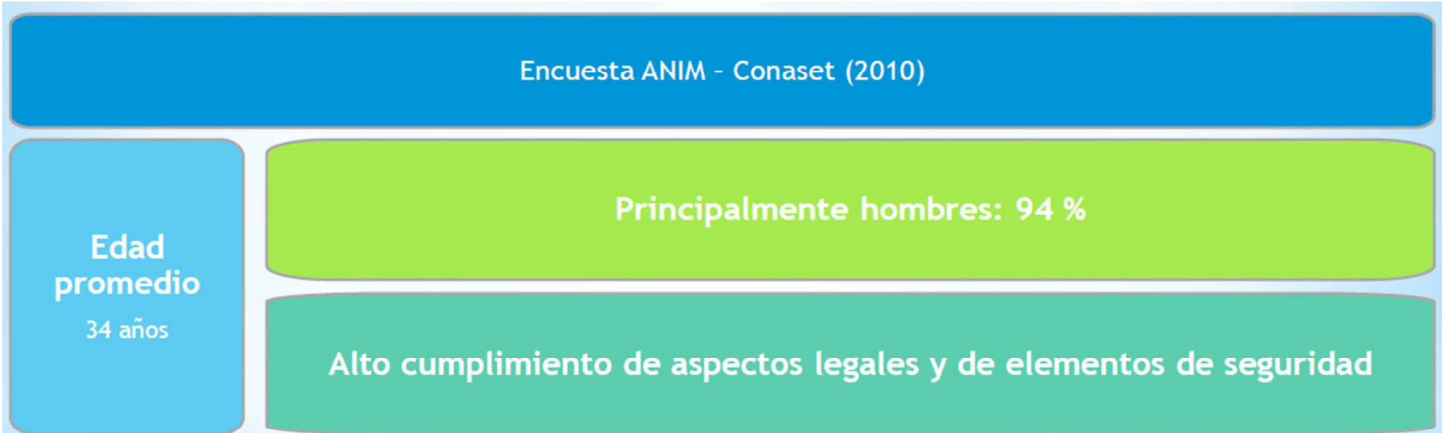 Encuesta ANIM – Conaset (2010)
Edad
promedio
34 años
Principalmente hombres: 94 %
Alto cumplimiento de aspectos legales y de elementos de seguridad